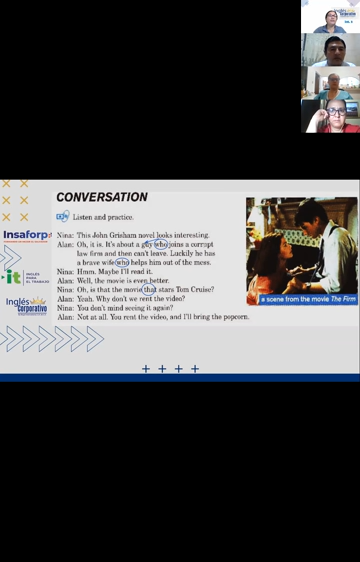 CONVERSATION
Listen and practice.
Nina: This John Grisham novel looks interesting.
Alan: Oh, it is. It's about a guy who joins a corrupt
law firm and then can't leave. Luckily he has
a brave wife who helps him out of the mess.
Nina: Hmm. Maybe I'll read it.
Alan: Well, the movie is even better.
Nina: Oh, is that the movie that stars Tom Cruise?
Alan: Yeah. Why don't we rent the video?
Nina: You don't mind seeing it again?
Alan: Not at all. You rent the video, and I'll bring the popcorn.
a scene from the movie The Firm
Insaforp
it
INGLÉS
PARA
EL TRABAJO
Inglés
Corporativo